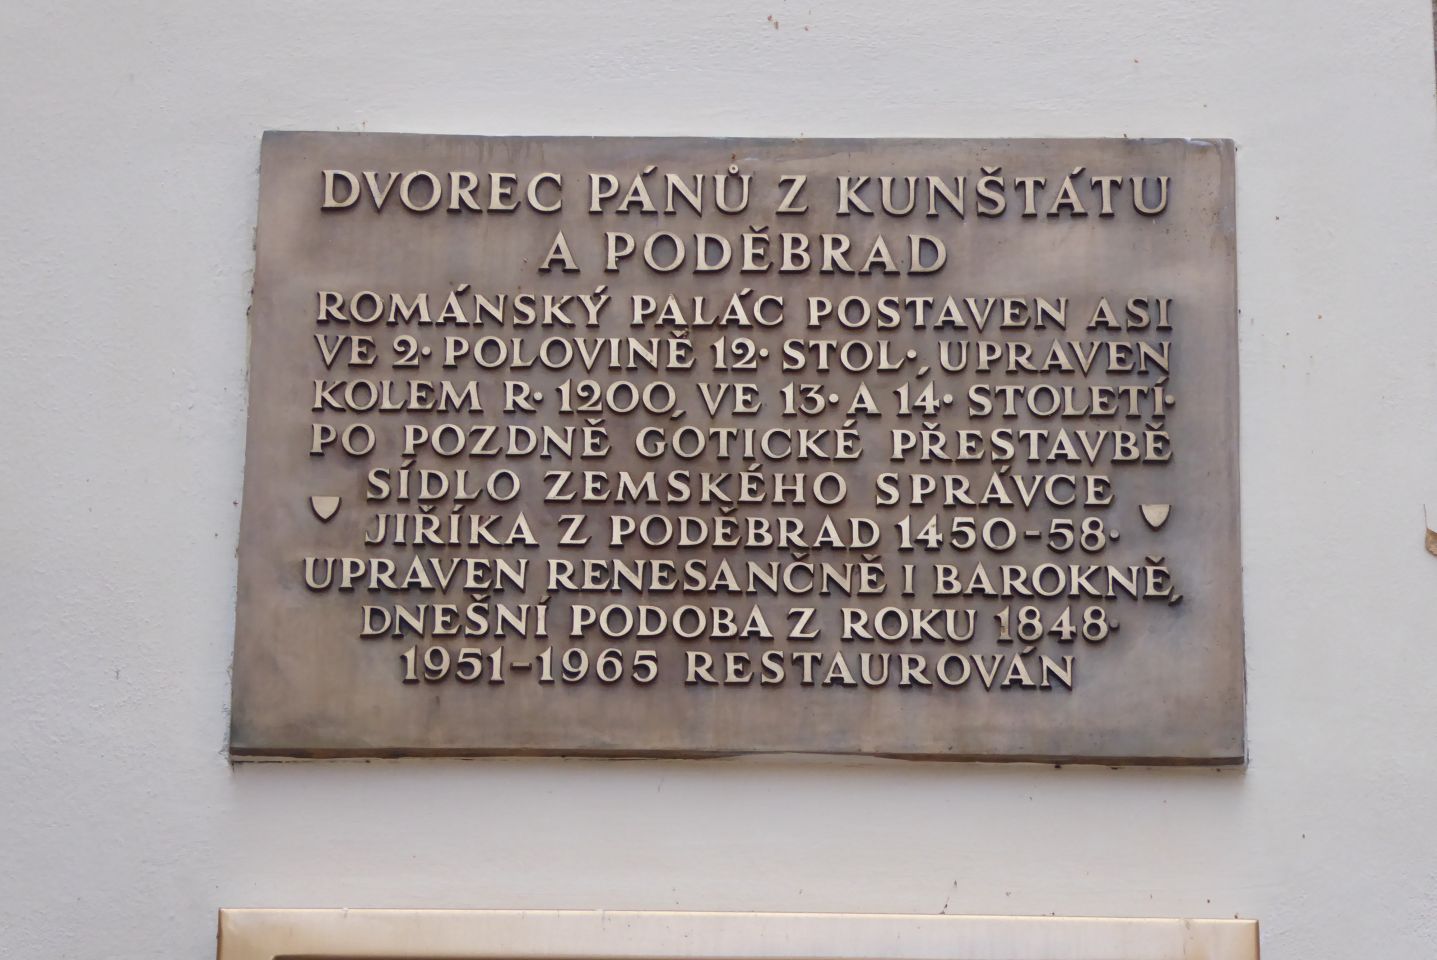 DVOREC PÁNŮ Z KUNŠTÁTU
A PODĚBRAD
ROMÁNSKÝ PALÁC POSTAVEN ASI
VE 2. POLOVINĚ 12. STOL., UPRAVEN
KOLEM R. 1200, VE 13. A 14. STOLETÍ.
PO POZDNĚ GÓTICKÉ PŘESTAVBĚ
SÍDLO ZEMSKÉHO SPRÁVCE
JIŘÍKA Z PODĚBRAD 1450-58.
UPRAVEN RENESANČNĚ I BAROKNĚ,
DNEŠNÍ PODOBA Z ROKU 1848.
1951-1965 RESTAUROVÁN